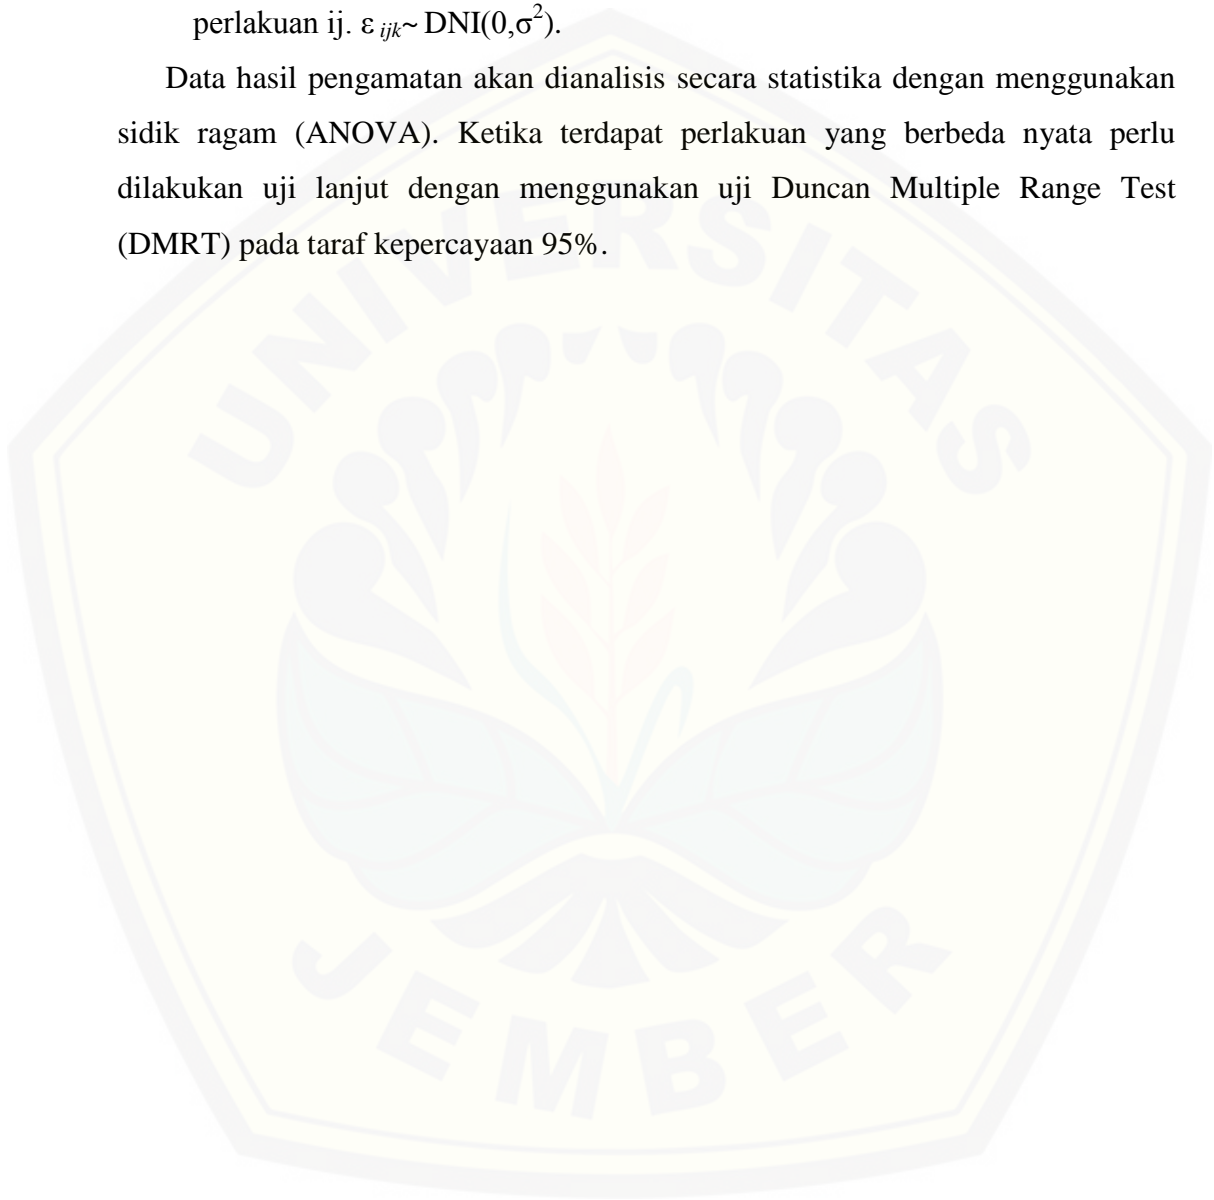 perlakuan ij. ε ijk~ DNI(0,σ²).
Data hasil pengamatan akan dianalisis secara statistika dengan menggunakan
sidik ragam (ANOVA). Ketika terdapat perlakuan yang berbeda nyata perlu
dilakukan uji lanjut dengan menggunakan uji Duncan Multiple Range Test
(DMRT) pada taraf kepercayaan 95%.
UNIVERSITAS
JEMBER